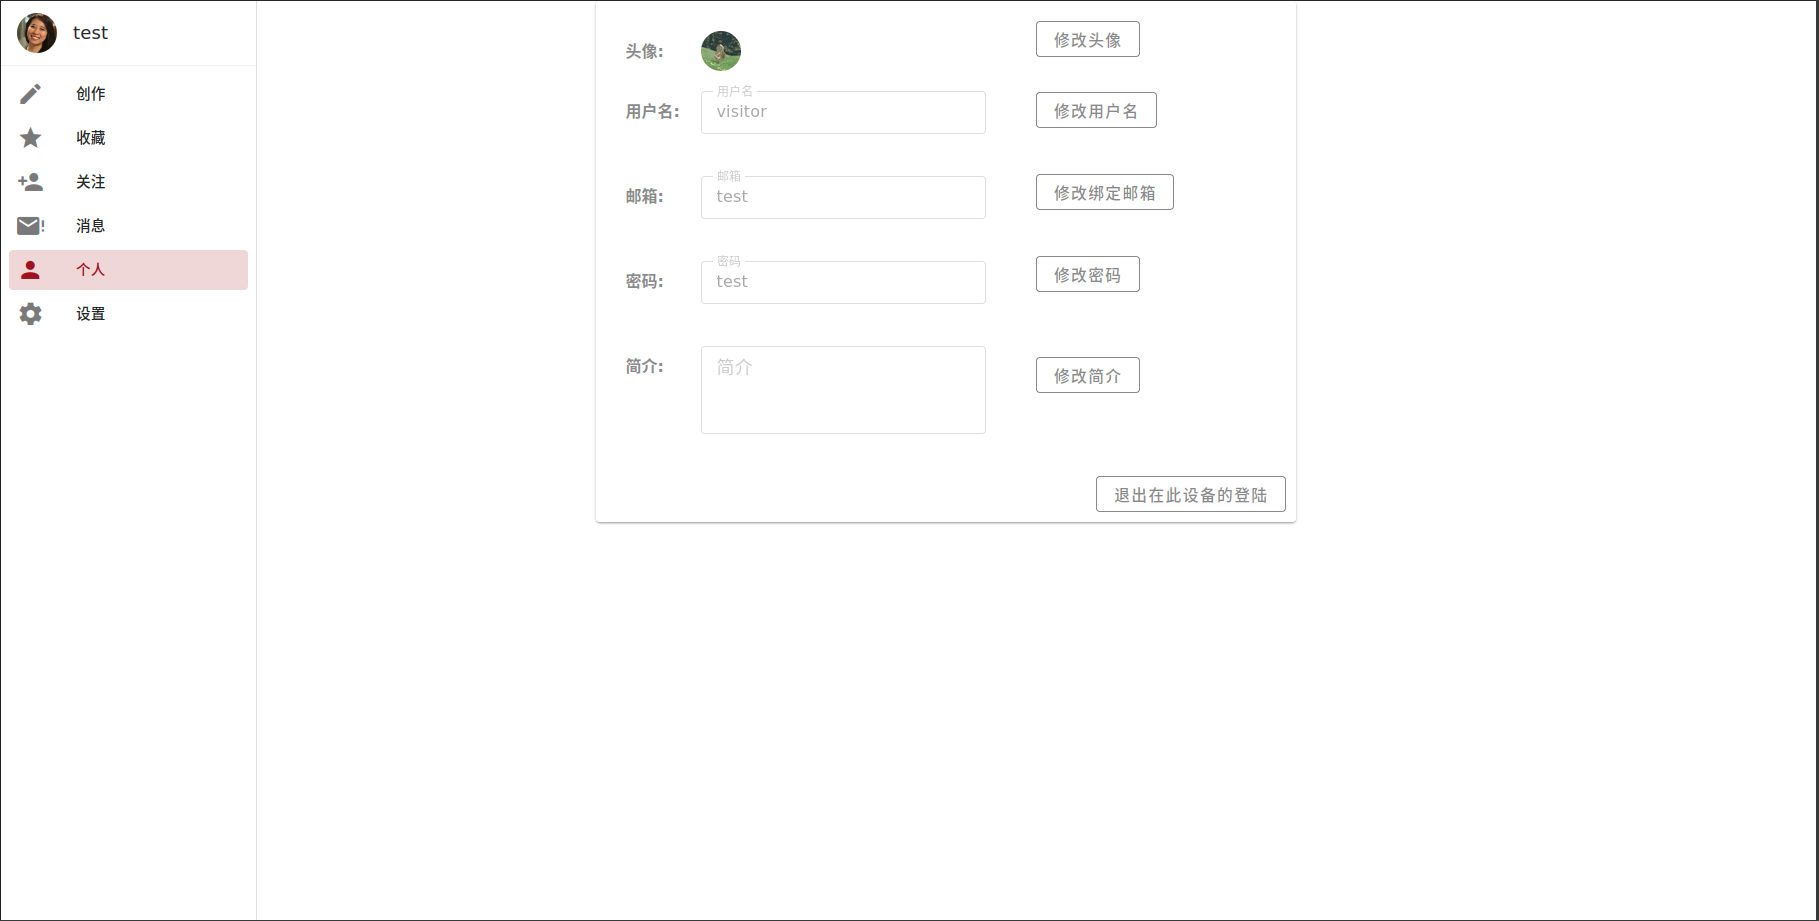 test
创作
收藏
关注
消息
个人
设置
头像:
修改头像
用户名
用户名:
visitor
修改用户名
邮箱
邮箱:
test
修改绑定邮箱
密码
密码:
test
修改密码
简介:
简介
修改简介
退出在此设备的登陆